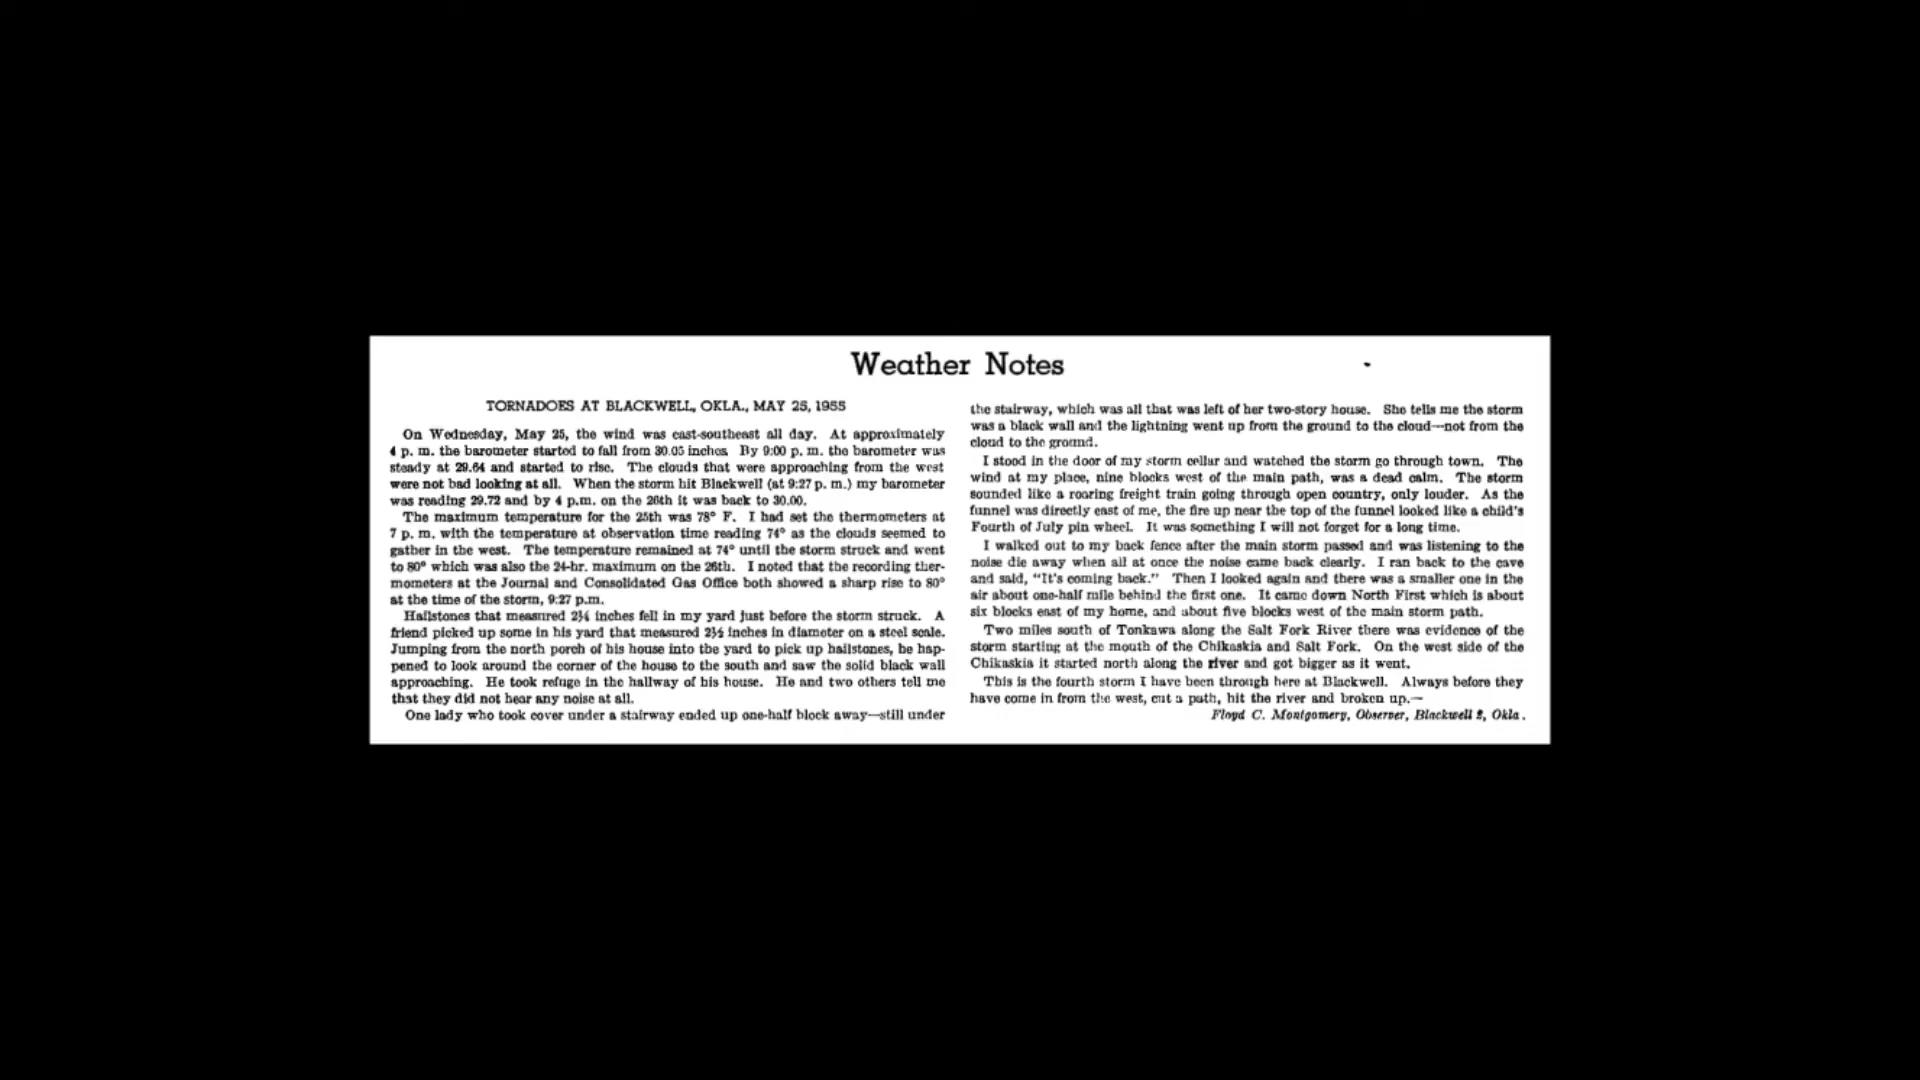 Weather Notes
TORNADOES AT BLACKWELL, OKLA., MAY 25, 1955
On Wednesday, May 25, the wind was east-southeast all day. At approximately
4 p. m. the barometer started to fall from 30.05 inches By 9:00 p. m. the barometer was
steady at 29.64 and started to rise. The clouds that were approaching from the west
were not bad looking at all. When the storm hit Blackwell (at 9:27 p. m.) my barometer
was reading 29.72 and by 4 p.m. on the 26th it was back to 30.00.
The maximum temperature for the 25th was 78° F. I had set the thermometers at
7 p. m. with the temperature at observation time reading 74° as the clouds seemed to
gather in the west. The temperature remained at 74° until the storm struck and went
to 80° which was also the 24-hr. maximum on the 26th. I noted that the recording ther-
mometers at the Journal and Consolidated Gas Office both showed a sharp rise to 80°
at the time of the storm, 9:27 p.m.
Hailstones that measured inches fell in my yard just before the storm struck. A
friend picked up some in his yard that measured inches in diameter on a steel scale.
Jumping from the north porch of his house into the yard to pick up hailstones, he hap-
pened to look around the corner of the house to the south and saw the solid black wall
approaching. He took refuge in the hallway of his house. He and two others tell me
that they did not hear any noise at all.
One lady who took cover under a stairway ended up one-half block away—still under
the stairway, which was all that was left of her two-story house. She tells me the storm
was a black wall and the lightning went up from the ground to the cloud—not from the
cloud to the ground.
I stood in the door of my storm cellar and watched the storm go through town. The
wind at my place, nine blocks west of the main path, was a dead calm. The storm
sounded like a roaring freight train going through open country, only louder. As the
funnel was directly east of me, the fire up near the top of the funnel looked like a child's
Fourth of July pin wheel. It was something I will not forget for a long time.
I walked out to my back fence after the main storm passed and was listening to the
noise die away when all at once the noise came back clearly. I ran back to the cave
and said, "It's coming back." Then I looked again and there was a smaller one in the
air about one-half mile behind the first one. It came down North First which is about
six blocks east of my home, and about five blocks west of the main storm path.
Two miles south of Tonkawa along the Salt Fork River there was evidence of the
storm starting at the mouth of the Chikaskia and Salt Fork. On the west side of the
Chikaskia it started north along the river and got bigger as it went.
This is the fourth storm I have been through here at Blackwell. Always before they
have come in from the west, cut a path, hit the river and broken up.—
Floyd C. Montgomery, Observer, Blackwell 2, Okla.